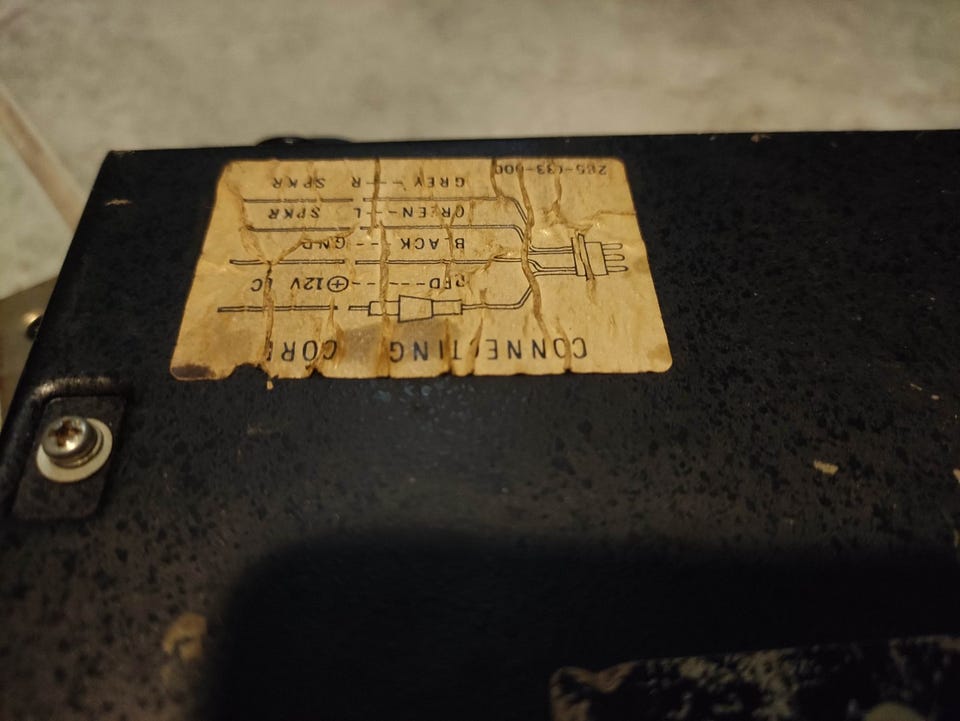 CONNECTING CORD
RED----⊕12V DC
BLACK--GND
GREEN--L SPKR
GREY---R SPKR